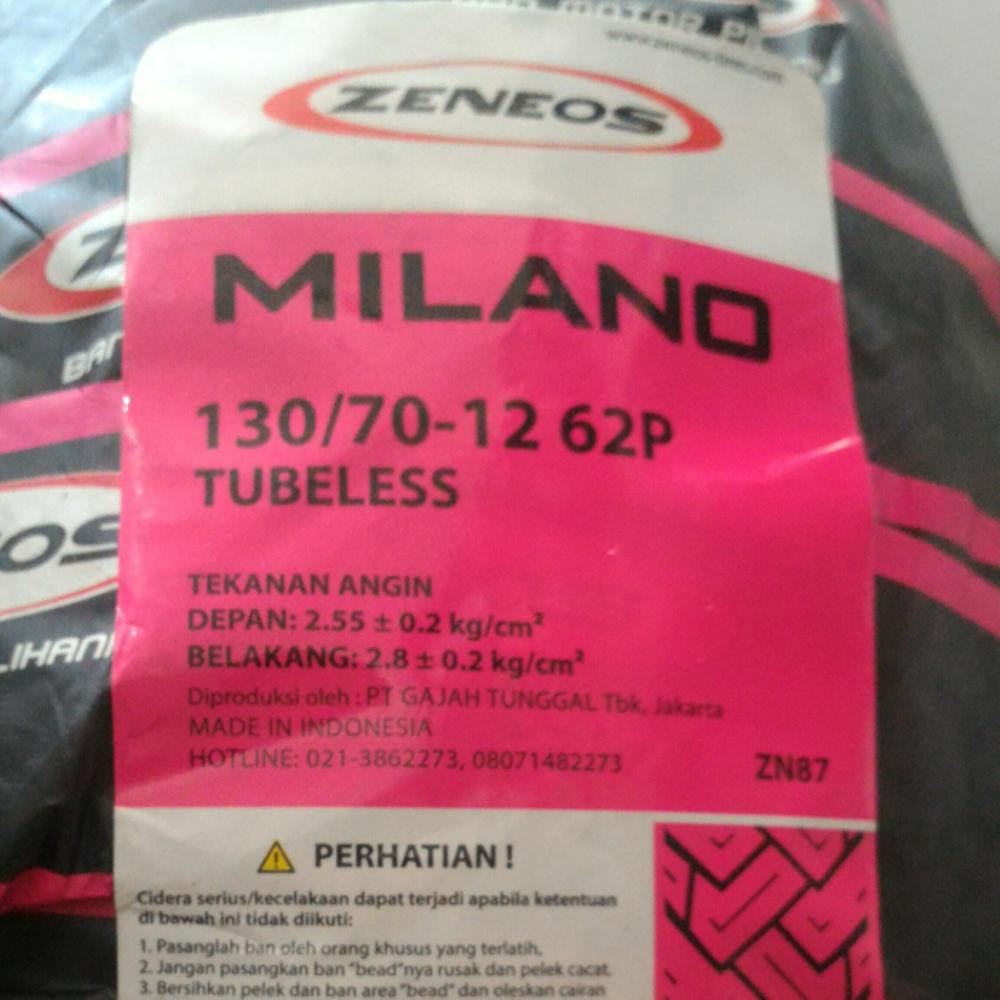 MOTOR
ZENEOS
MILANO
130/70-12 62P
TUBELESS
TEKANAN ANGIN
DEPAN: 2.55 ± 0.2 kg/cm²
BELAKANG: 2.8 ± 0.2 kg/cm²
Diproduksi oleh : PT GAJAH TUNGGAL Tbk, Jakarta
MADE IN INDONESIA
HOTLINE: 021-3862273, 08071482273
ZN87
PERHATIAN !
Cidera serius/kecelakaan dapat terjadi apabila ketentuan
di bawah ini tidak diikuti:
1. Pasanglah ban oleh orang khusus yang terlatih.
2. Jangan pasangkan ban "bead"nya rusak dan pelek cacat.
3. Bersihkan pelek dan ban area "bead" dan oleskan cairan